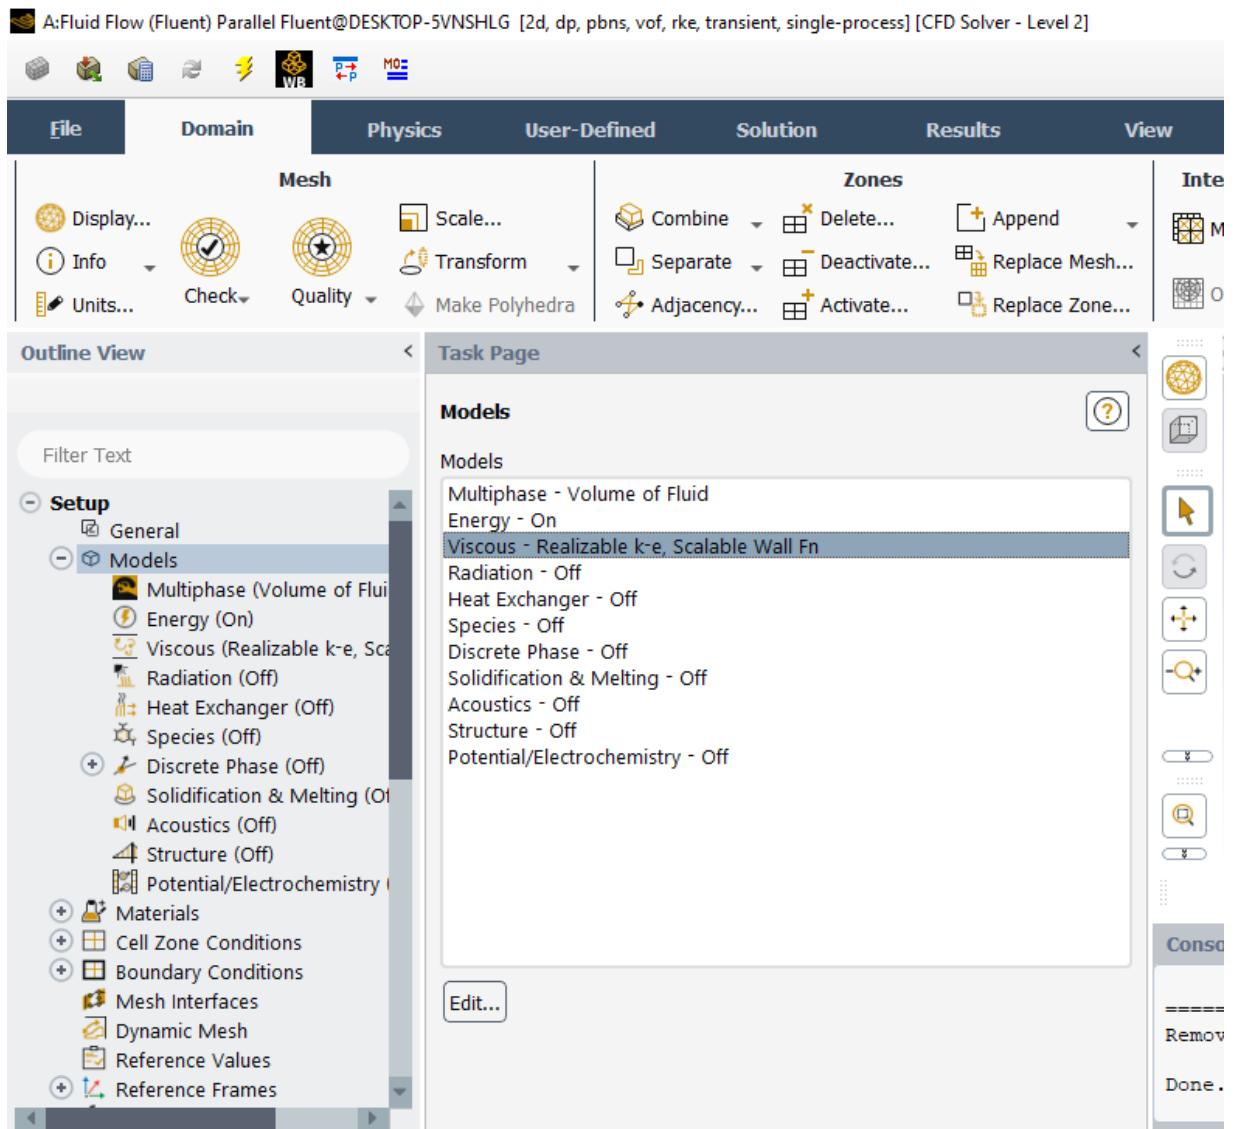 A:Fluid Flow (Fluent) Parallel Fluent@DESKTOP-5VNSHLG [2d, dp, pbns, vof, rke, transient, single-process] [CFD Solver - Level 2]
WB
File Domain Physics User-Defined Solution Results View
Mesh
Display...
Info
Units...
Check
Quality
Scale...
Transform
Make Polyhedra
Zones
Combine
Separate
Adjacency...
Delete...
Deactivate...
Activate...
Append
Replace Mesh...
Replace Zone...
Inte
M
O
Outline View
Filter Text
Setup
General
Models
Multiphase (Volume of Flui
Energy (On)
Viscous (Realizable k-e, Sca
Radiation (Off)
Heat Exchanger (Off)
Species (Off)
Discrete Phase (Off)
Solidification & Melting (Of
Acoustics (Off)
Structure (Off)
Potential/Electrochemistry (
Materials
Cell Zone Conditions
Boundary Conditions
Mesh Interfaces
Dynamic Mesh
Reference Values
Reference Frames
Task Page
Models
Models
Multiphase - Volume of Fluid
Energy - On
Viscous - Realizable k-e, Scalable Wall Fn
Radiation - Off
Heat Exchanger - Off
Species - Off
Discrete Phase - Off
Solidification & Melting - Off
Acoustics - Off
Structure - Off
Potential/Electrochemistry - Off
Edit...
Conso
=====
Remov
Done.